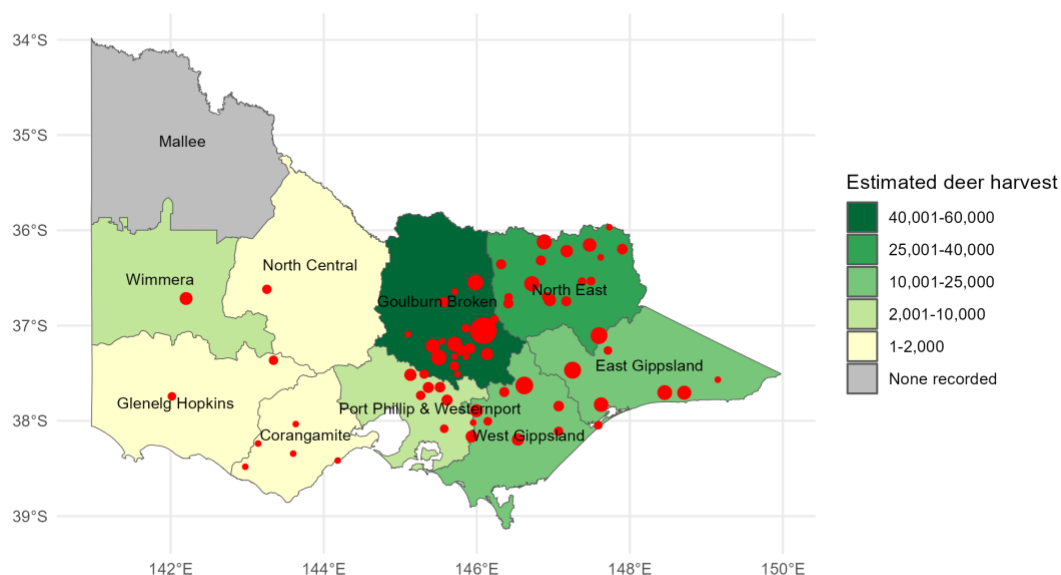 34°S
35°S
36°S
37°S
38°S
39°S
142°E
144°E
146°E
148°E
150°E
Mallee
Wimmera
North Central
Goulburn Broken
North East
East Gippsland
Glenelg Hopkins
Port Phillip & Westernport
Corangamite
West Gippsland
Estimated deer harvest
40,001-60,000
25,001-40,000
10,001-25,000
2,001-10,000
1-2,000
None recorded